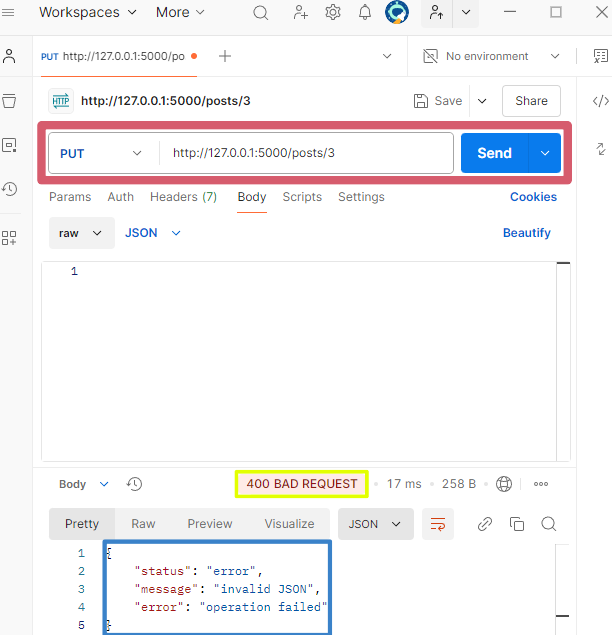 Workspaces More
PUT http://127.0.0.1:5000/po No environment
HTTP http://127.0.0.1:5000/posts/3 Save Share
PUT http://127.0.0.1:5000/posts/3 Send
Params Auth Headers (7) Body Scripts Settings Cookies
raw JSON Beautify
1
Body 400 BAD REQUEST 17 ms 258 B
Pretty Raw Preview Visualize JSON
1 {
2 "status": "error",
3 "message": "invalid JSON",
4 "error": "operation failed"
5 }